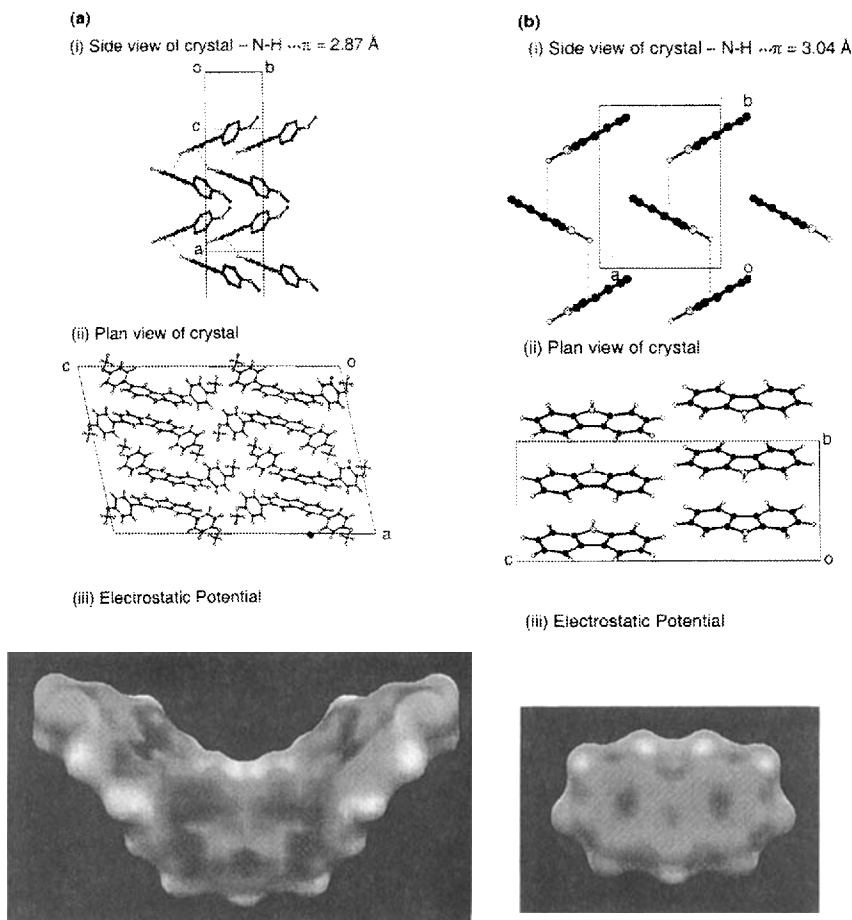 (a)
(i) Side view of crystal – N-H ···π = 2.87 Å
o
b
c
a
(ii) Plan view of crystal
c
o
a
(iii) Electrostatic Potential
(b)
(i) Side view of crystal – N-H ···π = 3.04 Å
b
a
o
(ii) Plan view of crystal
b
c
o
(iii) Electrostatic Potential